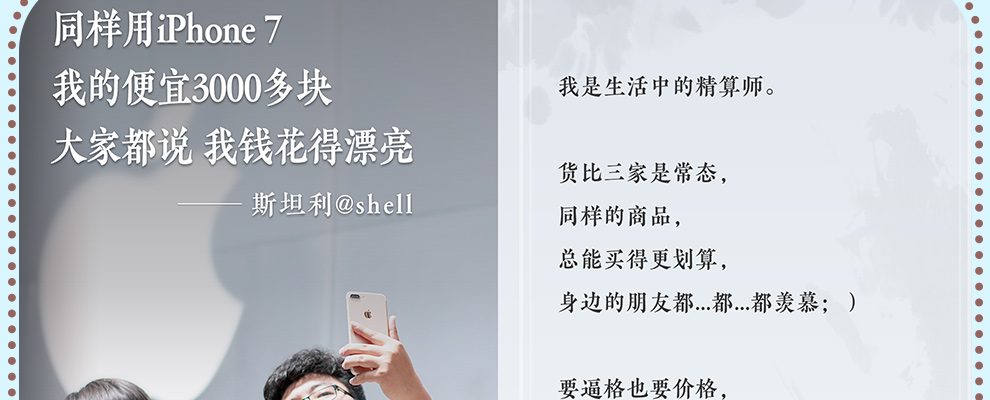 同样用iPhone 7
我的便宜3000多块
大家都说 我钱花得漂亮
—— 斯坦利@shell
我是生活中的精算师。
货比三家是常态，
同样的商品，
总能买得更划算，
身边的朋友都...都...都羡慕；）
要逼格也要价格，